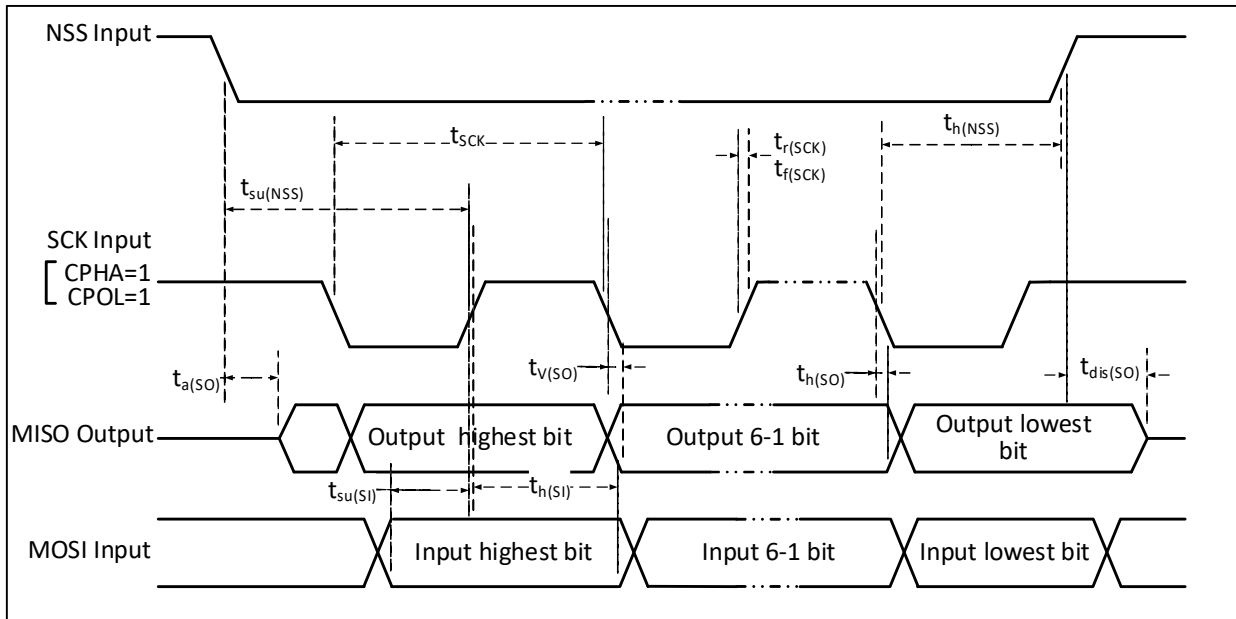 NSS Input
tSCK
tr(SCK)
tf(SCK)
th(NSS)
tsu(NSS)
SCK Input
CPHA=1
CPOL=1
ta(SO)
tV(SO)
th(SO)
tdis(SO)
MISO Output
Output highest bit
Output 6-1 bit
Output lowest
bit
tsu(SI)
th(SI)
MOSI Input
Input highest bit
Input 6-1 bit
Input lowest bit